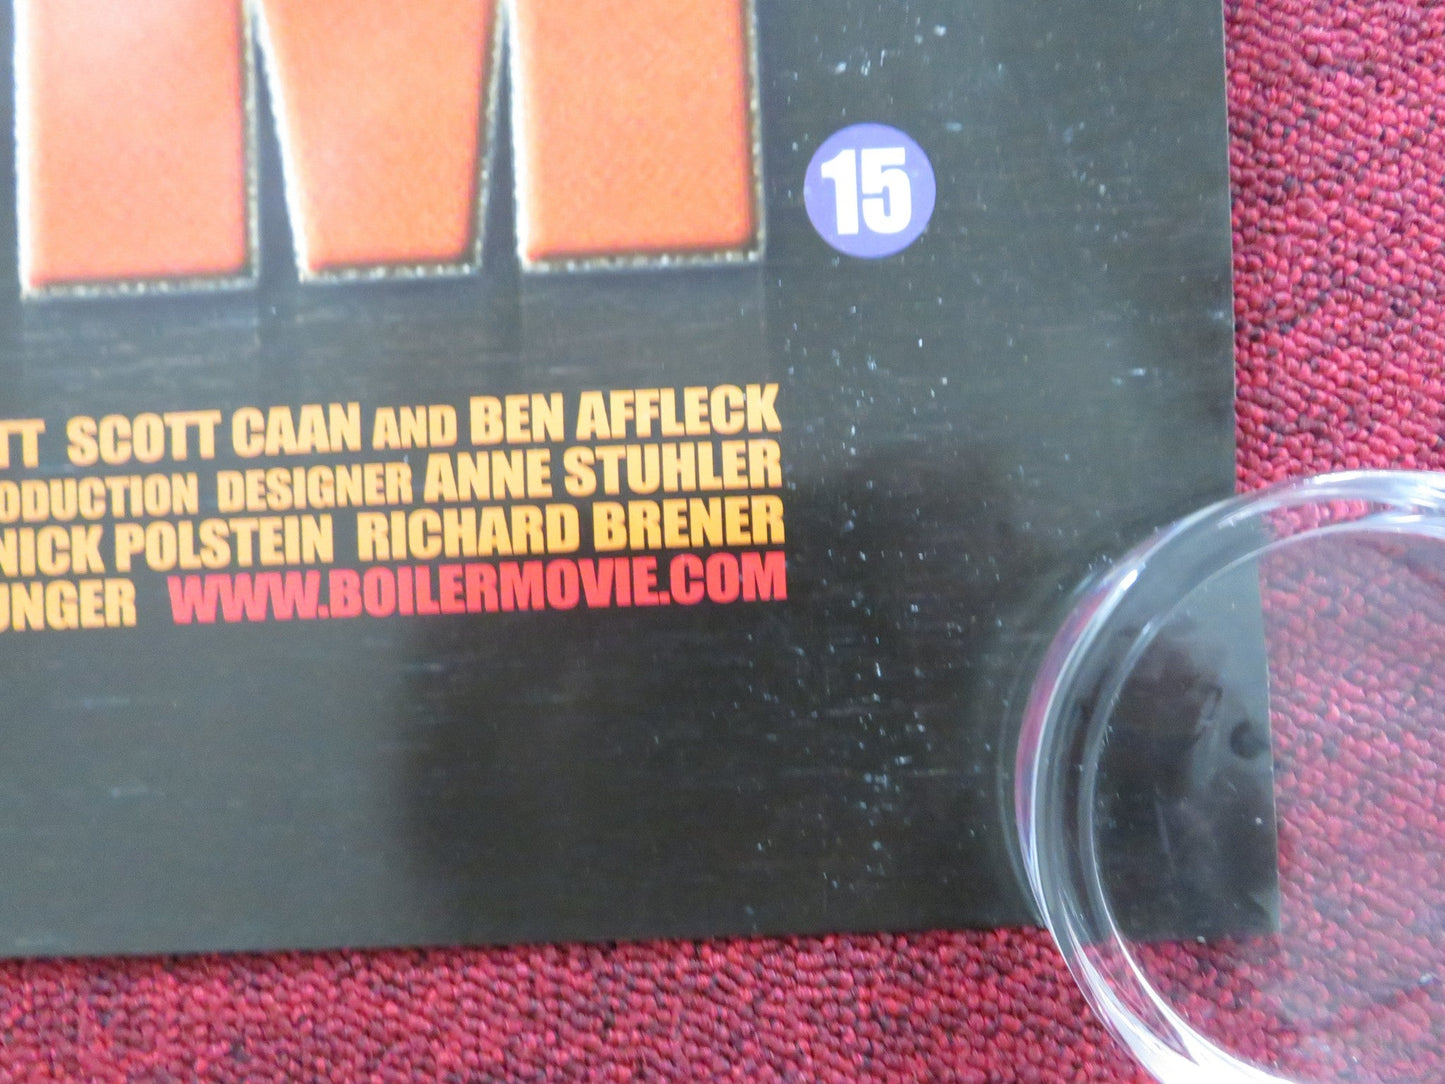 M
15
TT SCOTT CAAN AND BEN AFFLECK
ODUCTION DESIGNER ANNE STUHLER
NICK POLSTEIN RICHARD BRENER
UNGER WWW.BOILERMOVIE.COM